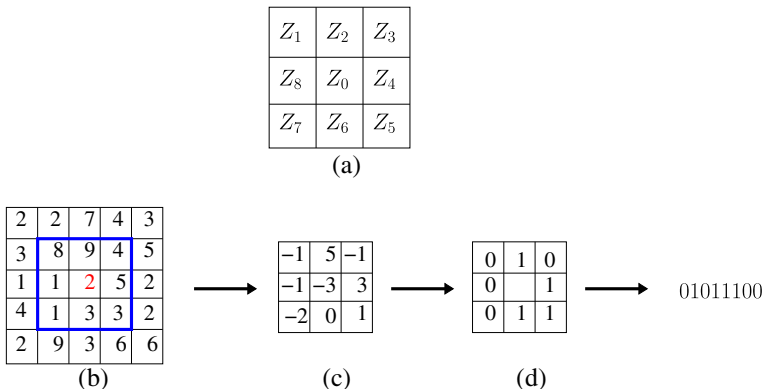 Z₁ Z₂ Z₃
Z₈ Z₀ Z₄
Z₇ Z₆ Z₅
(a)
2 2 7 4 3
3 8 9 4 5
1 1 2 5 2
4 1 3 3 2
2 9 3 6 6
(b)
−1 5 −1
−1 −3 3
−2 0 1
(c)
0 1 0
0 1
0 1 1
(d)
01011100